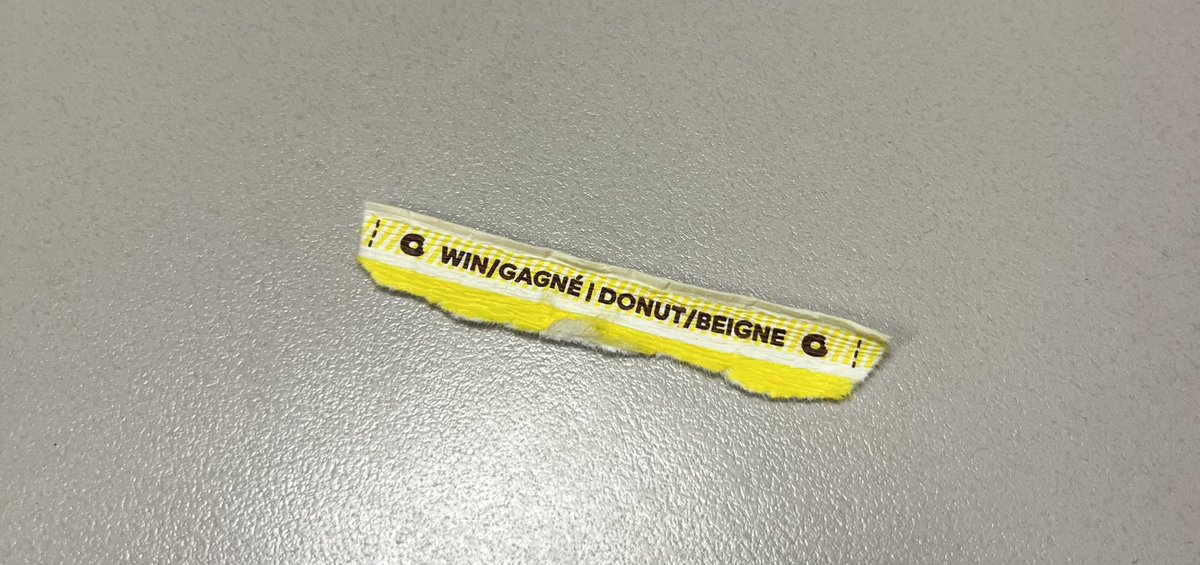 WIN/GAGNÉ | DONUT/BEIGNE